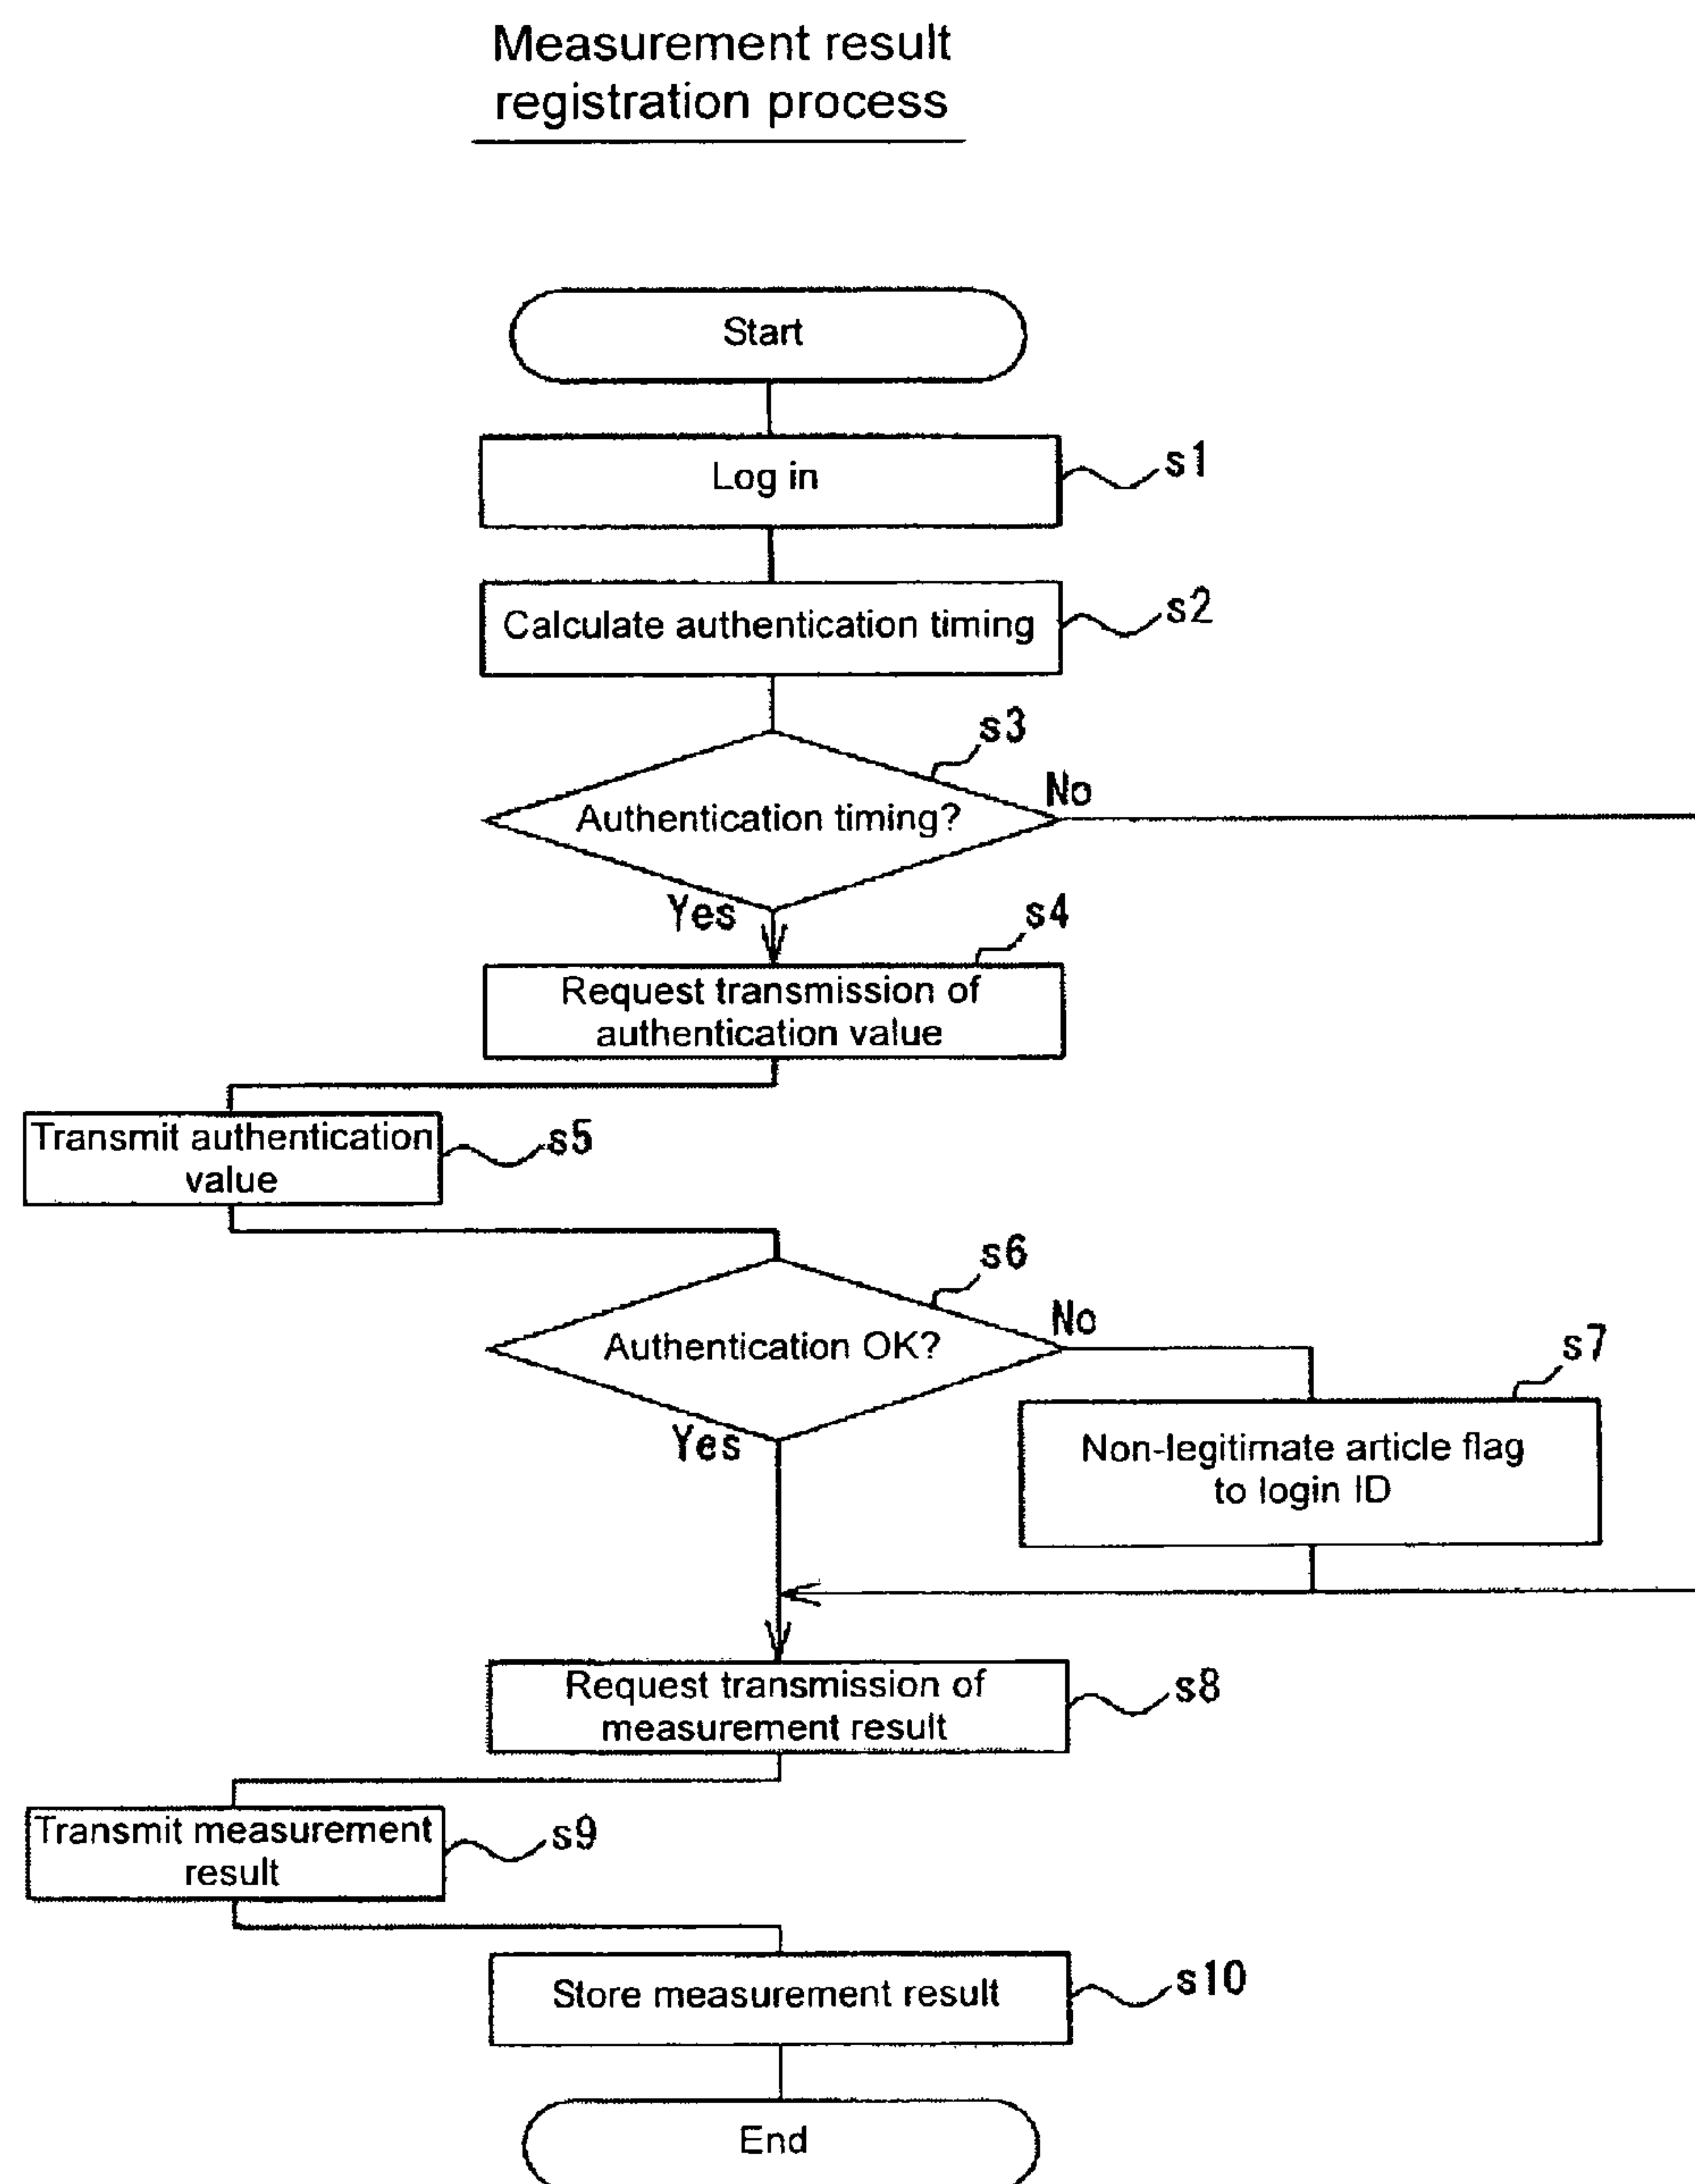 Measurement result
registration process
Start
Log in
s1
Calculate authentication timing
s2
s3
Authentication timing?
No
Yes
s4
Request transmission of
authentication value
Transmit authentication
value
s5
s6
Authentication OK?
No
Yes
s7
Non-legitimate article flag
to login ID
Request transmission of
measurement result
s8
Transmit measurement
result
s9
Store measurement result
s10
End